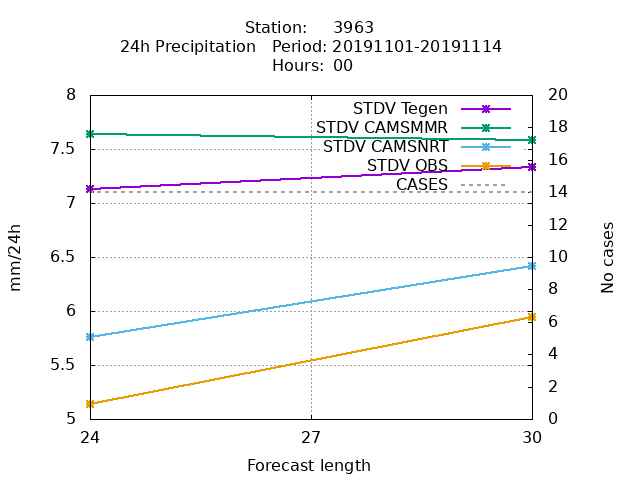 Station: 3963
24h Precipitation Period: 20191101-20191114
Hours: 00
8
7.5
7
6.5
6
5.5
5
mm/24h
STDV Tegen
STDV CAMSMMR
STDV CAMSNRT
STDV OBS
CASES
20
18
16
14
12
10
8
6
4
2
0
No cases
24 27 30
Forecast length